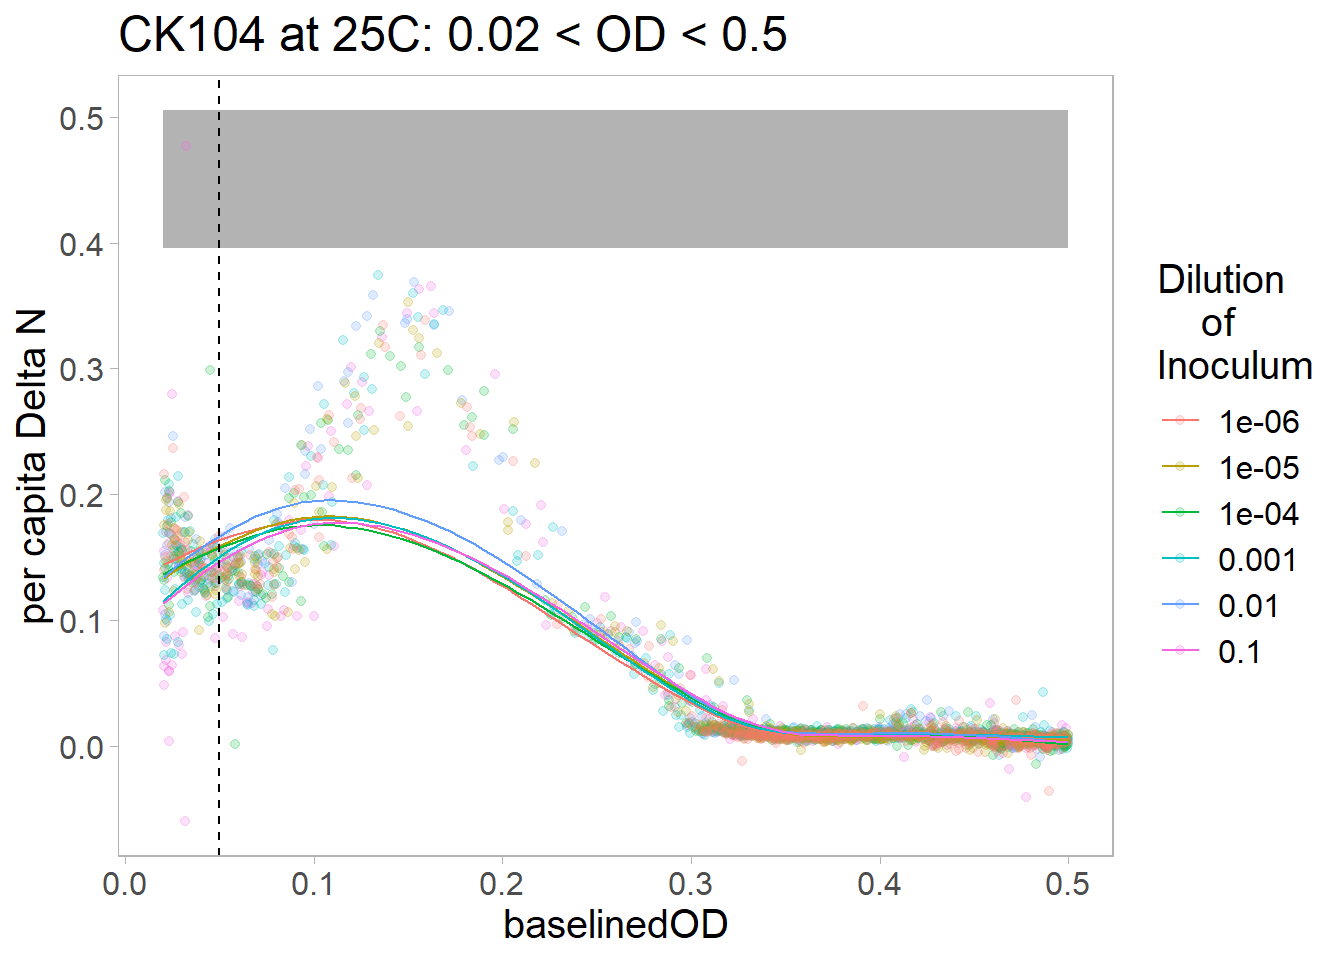 CK104 at 25C: 0.02 < OD < 0.5
per capita Delta N
0.5
0.4
0.3
0.2
0.1
0.0
0.0 0.1 0.2 0.3 0.4 0.5
baselinedOD
Dilution
of
Inoculum
1e-06
1e-05
1e-04
0.001
0.01
0.1